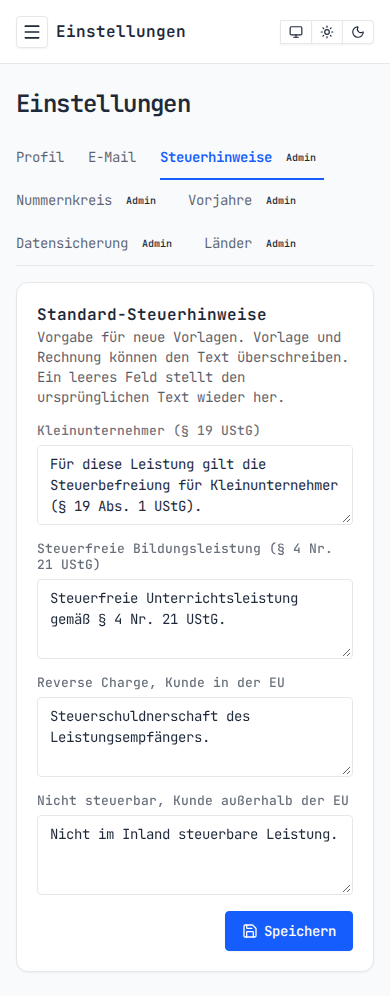 Einstellungen
Einstellungen
Profil E-Mail Steuerhinweise Admin
Nummernkreis Admin Vorjahre Admin
Datensicherung Admin Länder Admin
Standard-Steuerhinweise
Vorgabe für neue Vorlagen. Vorlage und
Rechnung können den Text überschreiben.
Ein leeres Feld stellt den
ursprünglichen Text wieder her.
Kleinunternehmer (§ 19 UStG)
Für diese Leistung gilt die
Steuerbefreiung für Kleinunternehmer
(§ 19 Abs. 1 UStG).
Steuerfreie Bildungsleistung (§ 4 Nr.
21 UStG)
Steuerfreie Unterrichtsleistung
gemäß § 4 Nr. 21 UStG.
Reverse Charge, Kunde in der EU
Steuerschuldnerschaft des
Leistungsempfängers.
Nicht steuerbar, Kunde außerhalb der EU
Nicht im Inland steuerbare Leistung.
Speichern